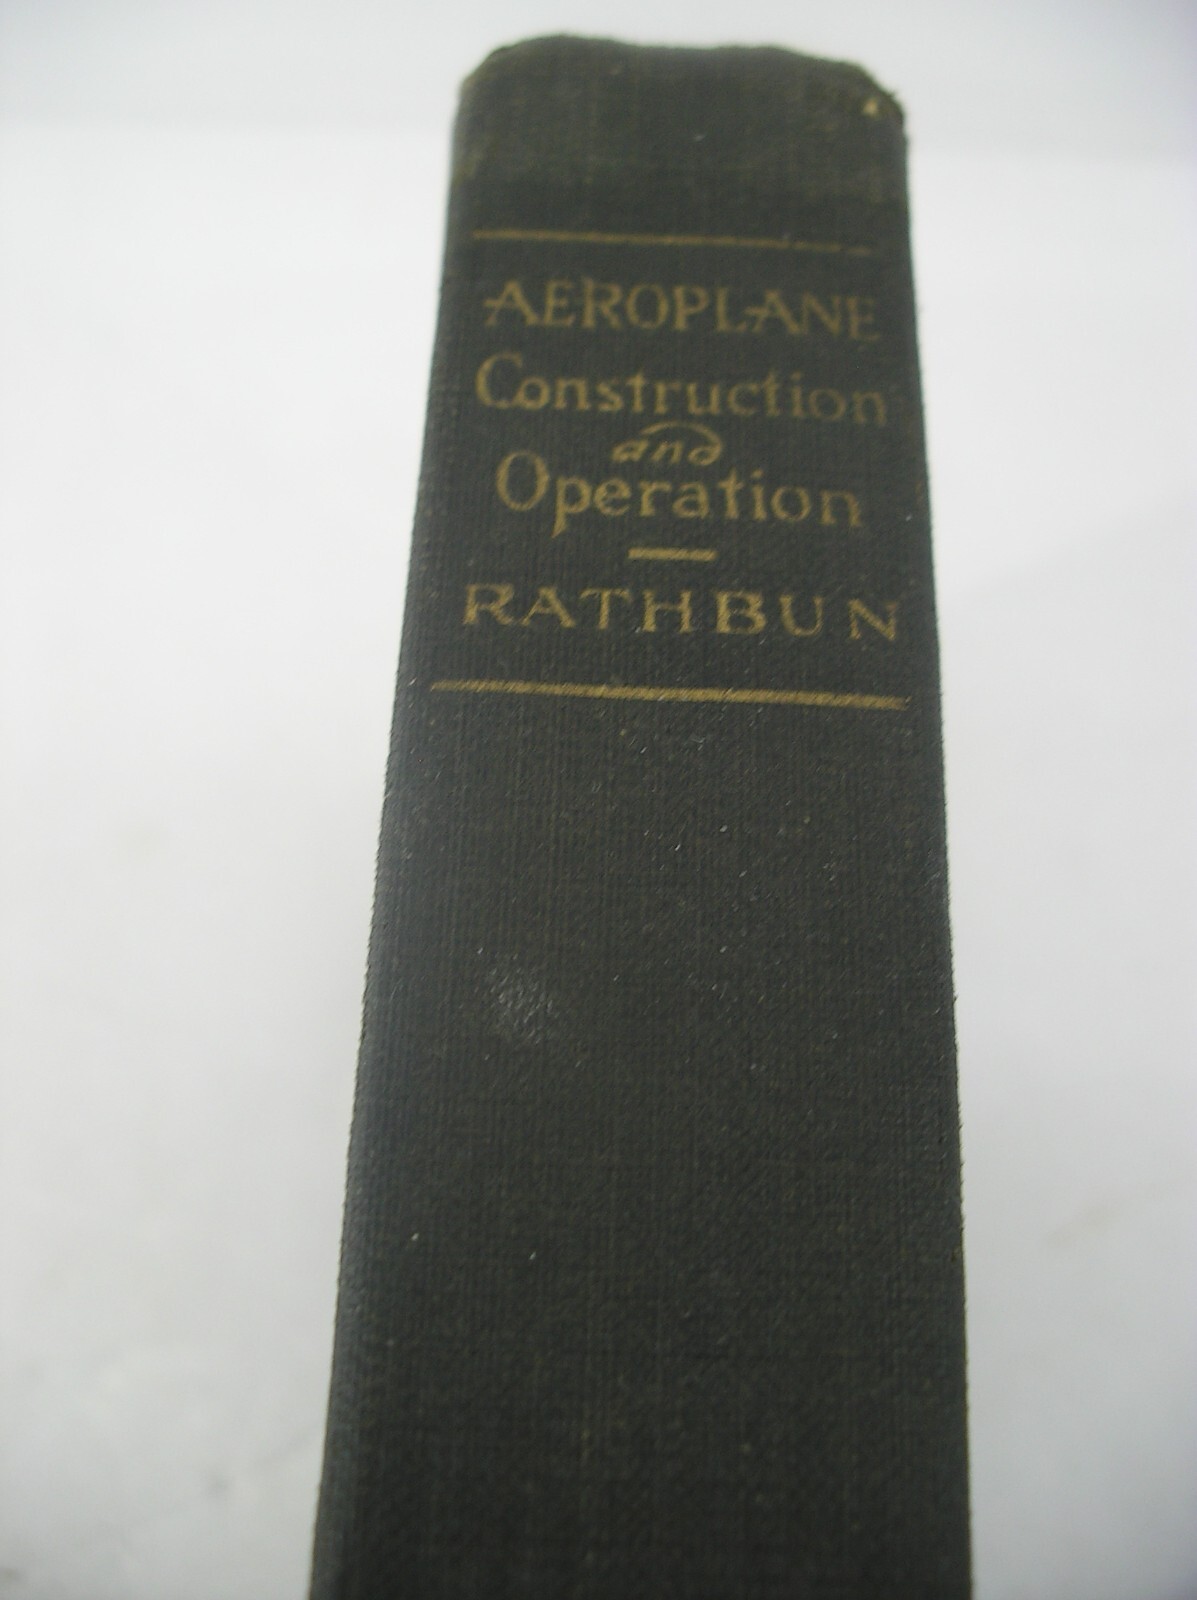 AEROPLANE
Construction
and
Operation
RATHBUN